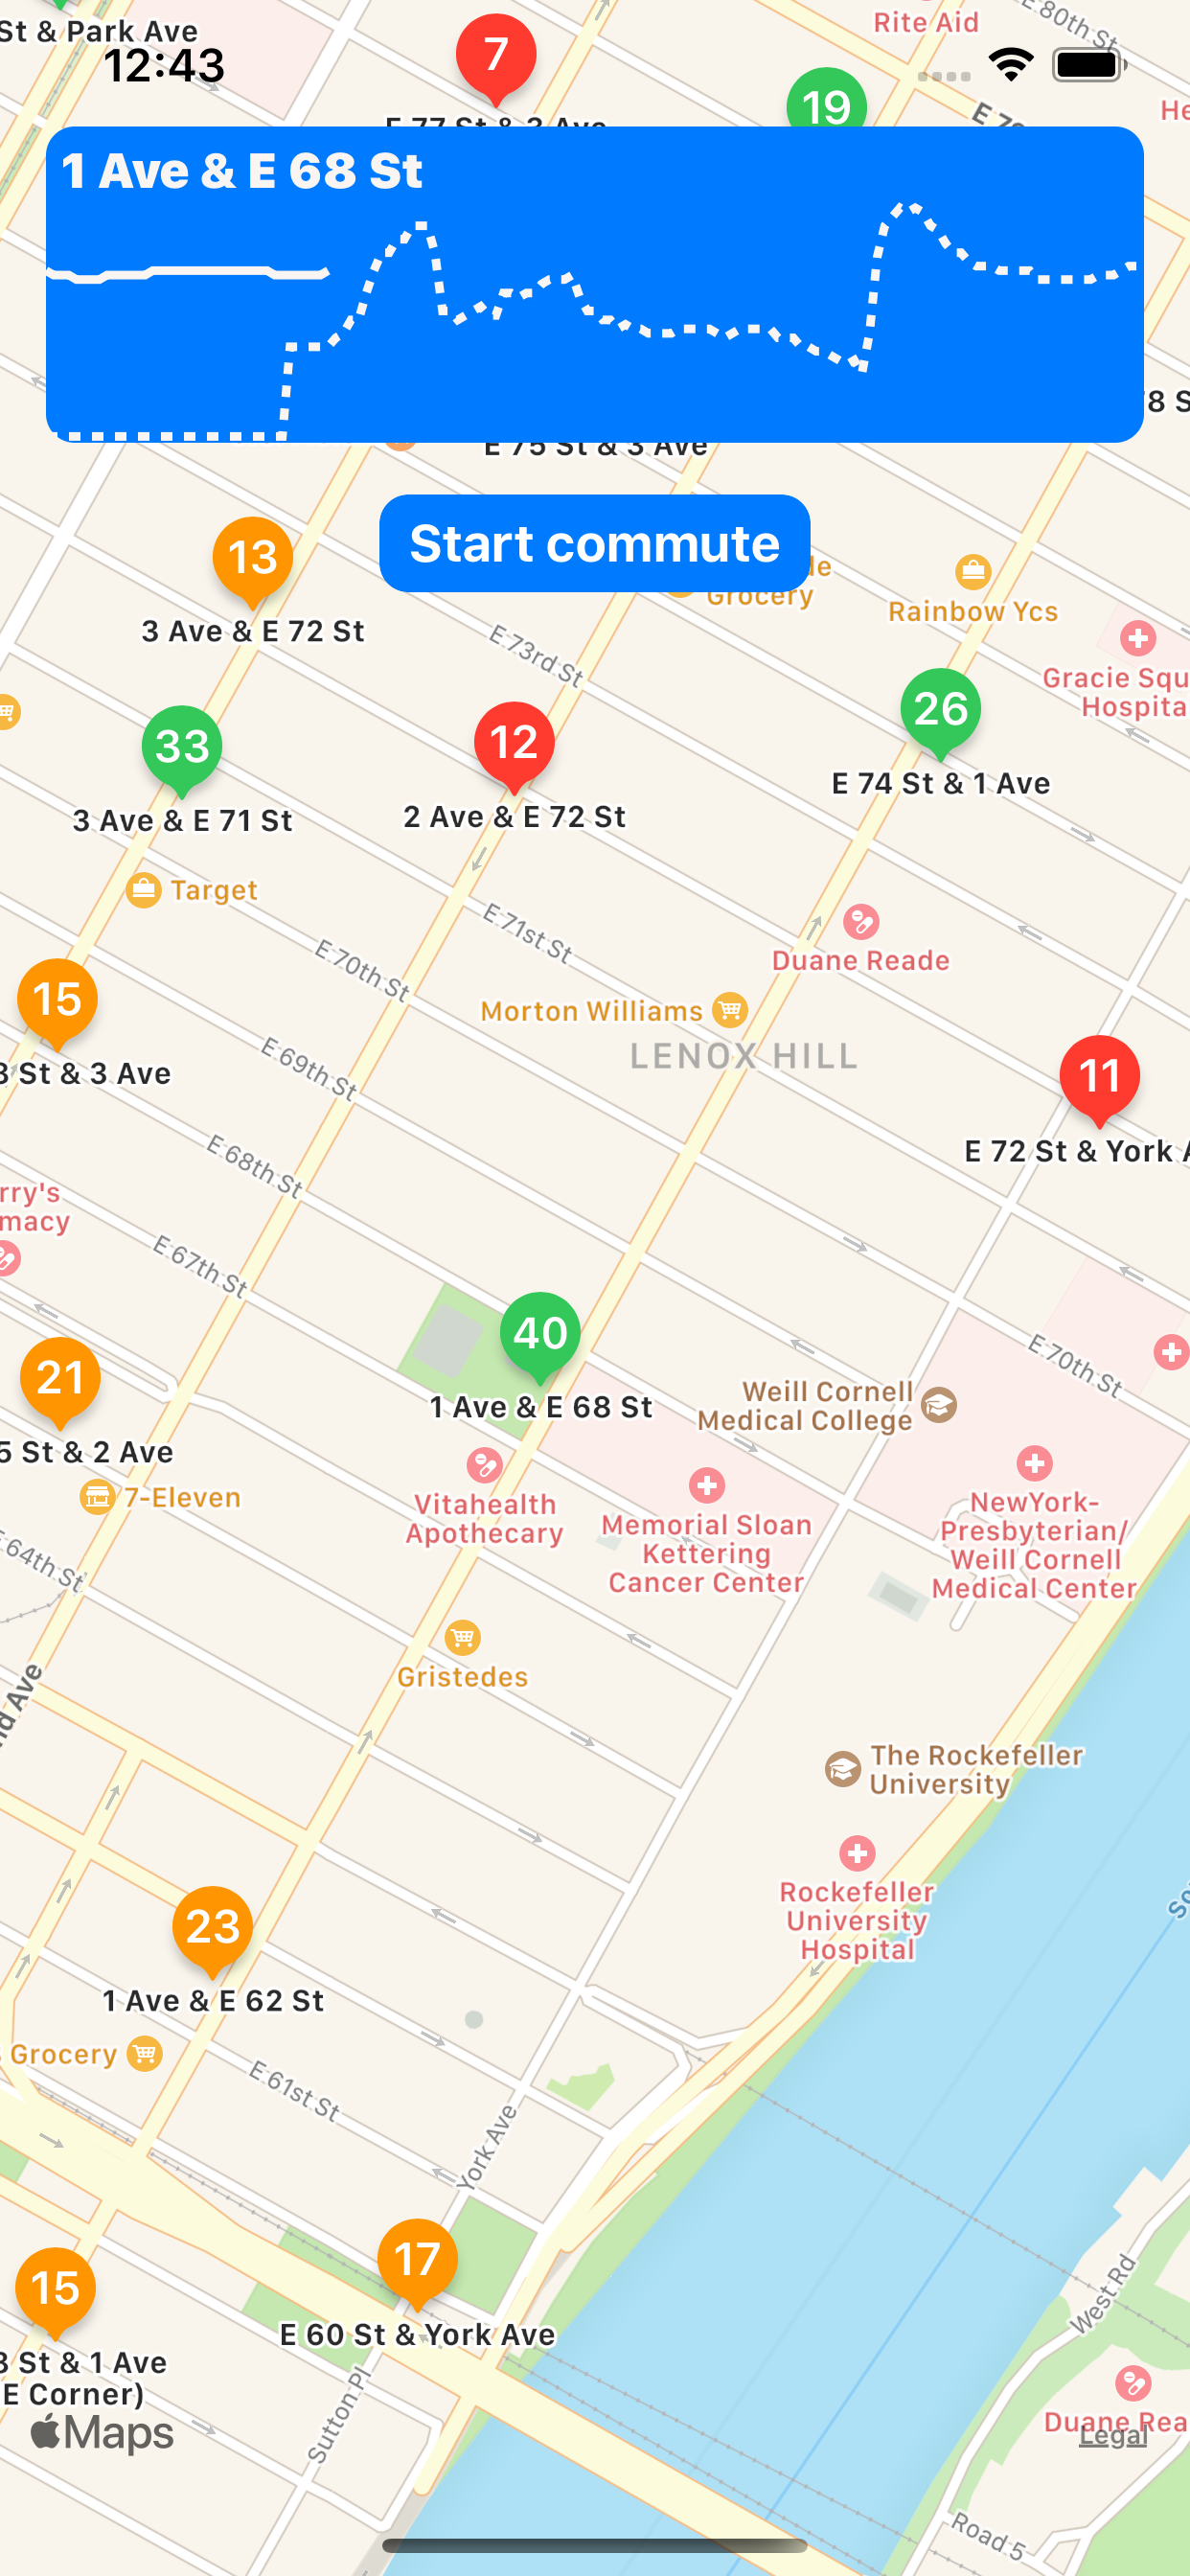 St & Park Ave
Rite Aid
E 80th St
12:43
7
19
E 77 St & 3 Ave
1 Ave & E 68 St
E 75 St & 3 Ave
Start commute
13
3 Ave & E 72 St
Grocery
Rainbow Ycs
E 73rd St
Gracie Squ
Hospita
33
3 Ave & E 71 St
12
2 Ave & E 72 St
26
E 74 St & 1 Ave
Target
E 71st St
E 70th St
Duane Reade
15
Morton Williams
LENOX HILL
St & 3 Ave
E 69th St
11
E 72 St & York A
E 68th St
rry's
macy
E 67th St
40
1 Ave & E 68 St
E 70th St
21
5 St & 2 Ave
Weill Cornell
Medical College
7-Eleven
Vitahealth
Apothecary
Memorial Sloan
Kettering
Cancer Center
NewYork-
Presbyterian/
Weill Cornell
Medical Center
E 64th St
Gristedes
nd Ave
The Rockefeller
University
Rockefeller
University
Hospital
23
1 Ave & E 62 St
Grocery
E 61st St
York Ave
17
E 60 St & York Ave
15
St & 1 Ave
E Corner)
West Rd
Sutton Pl
Maps
Duane Rea
Legal
Road 5